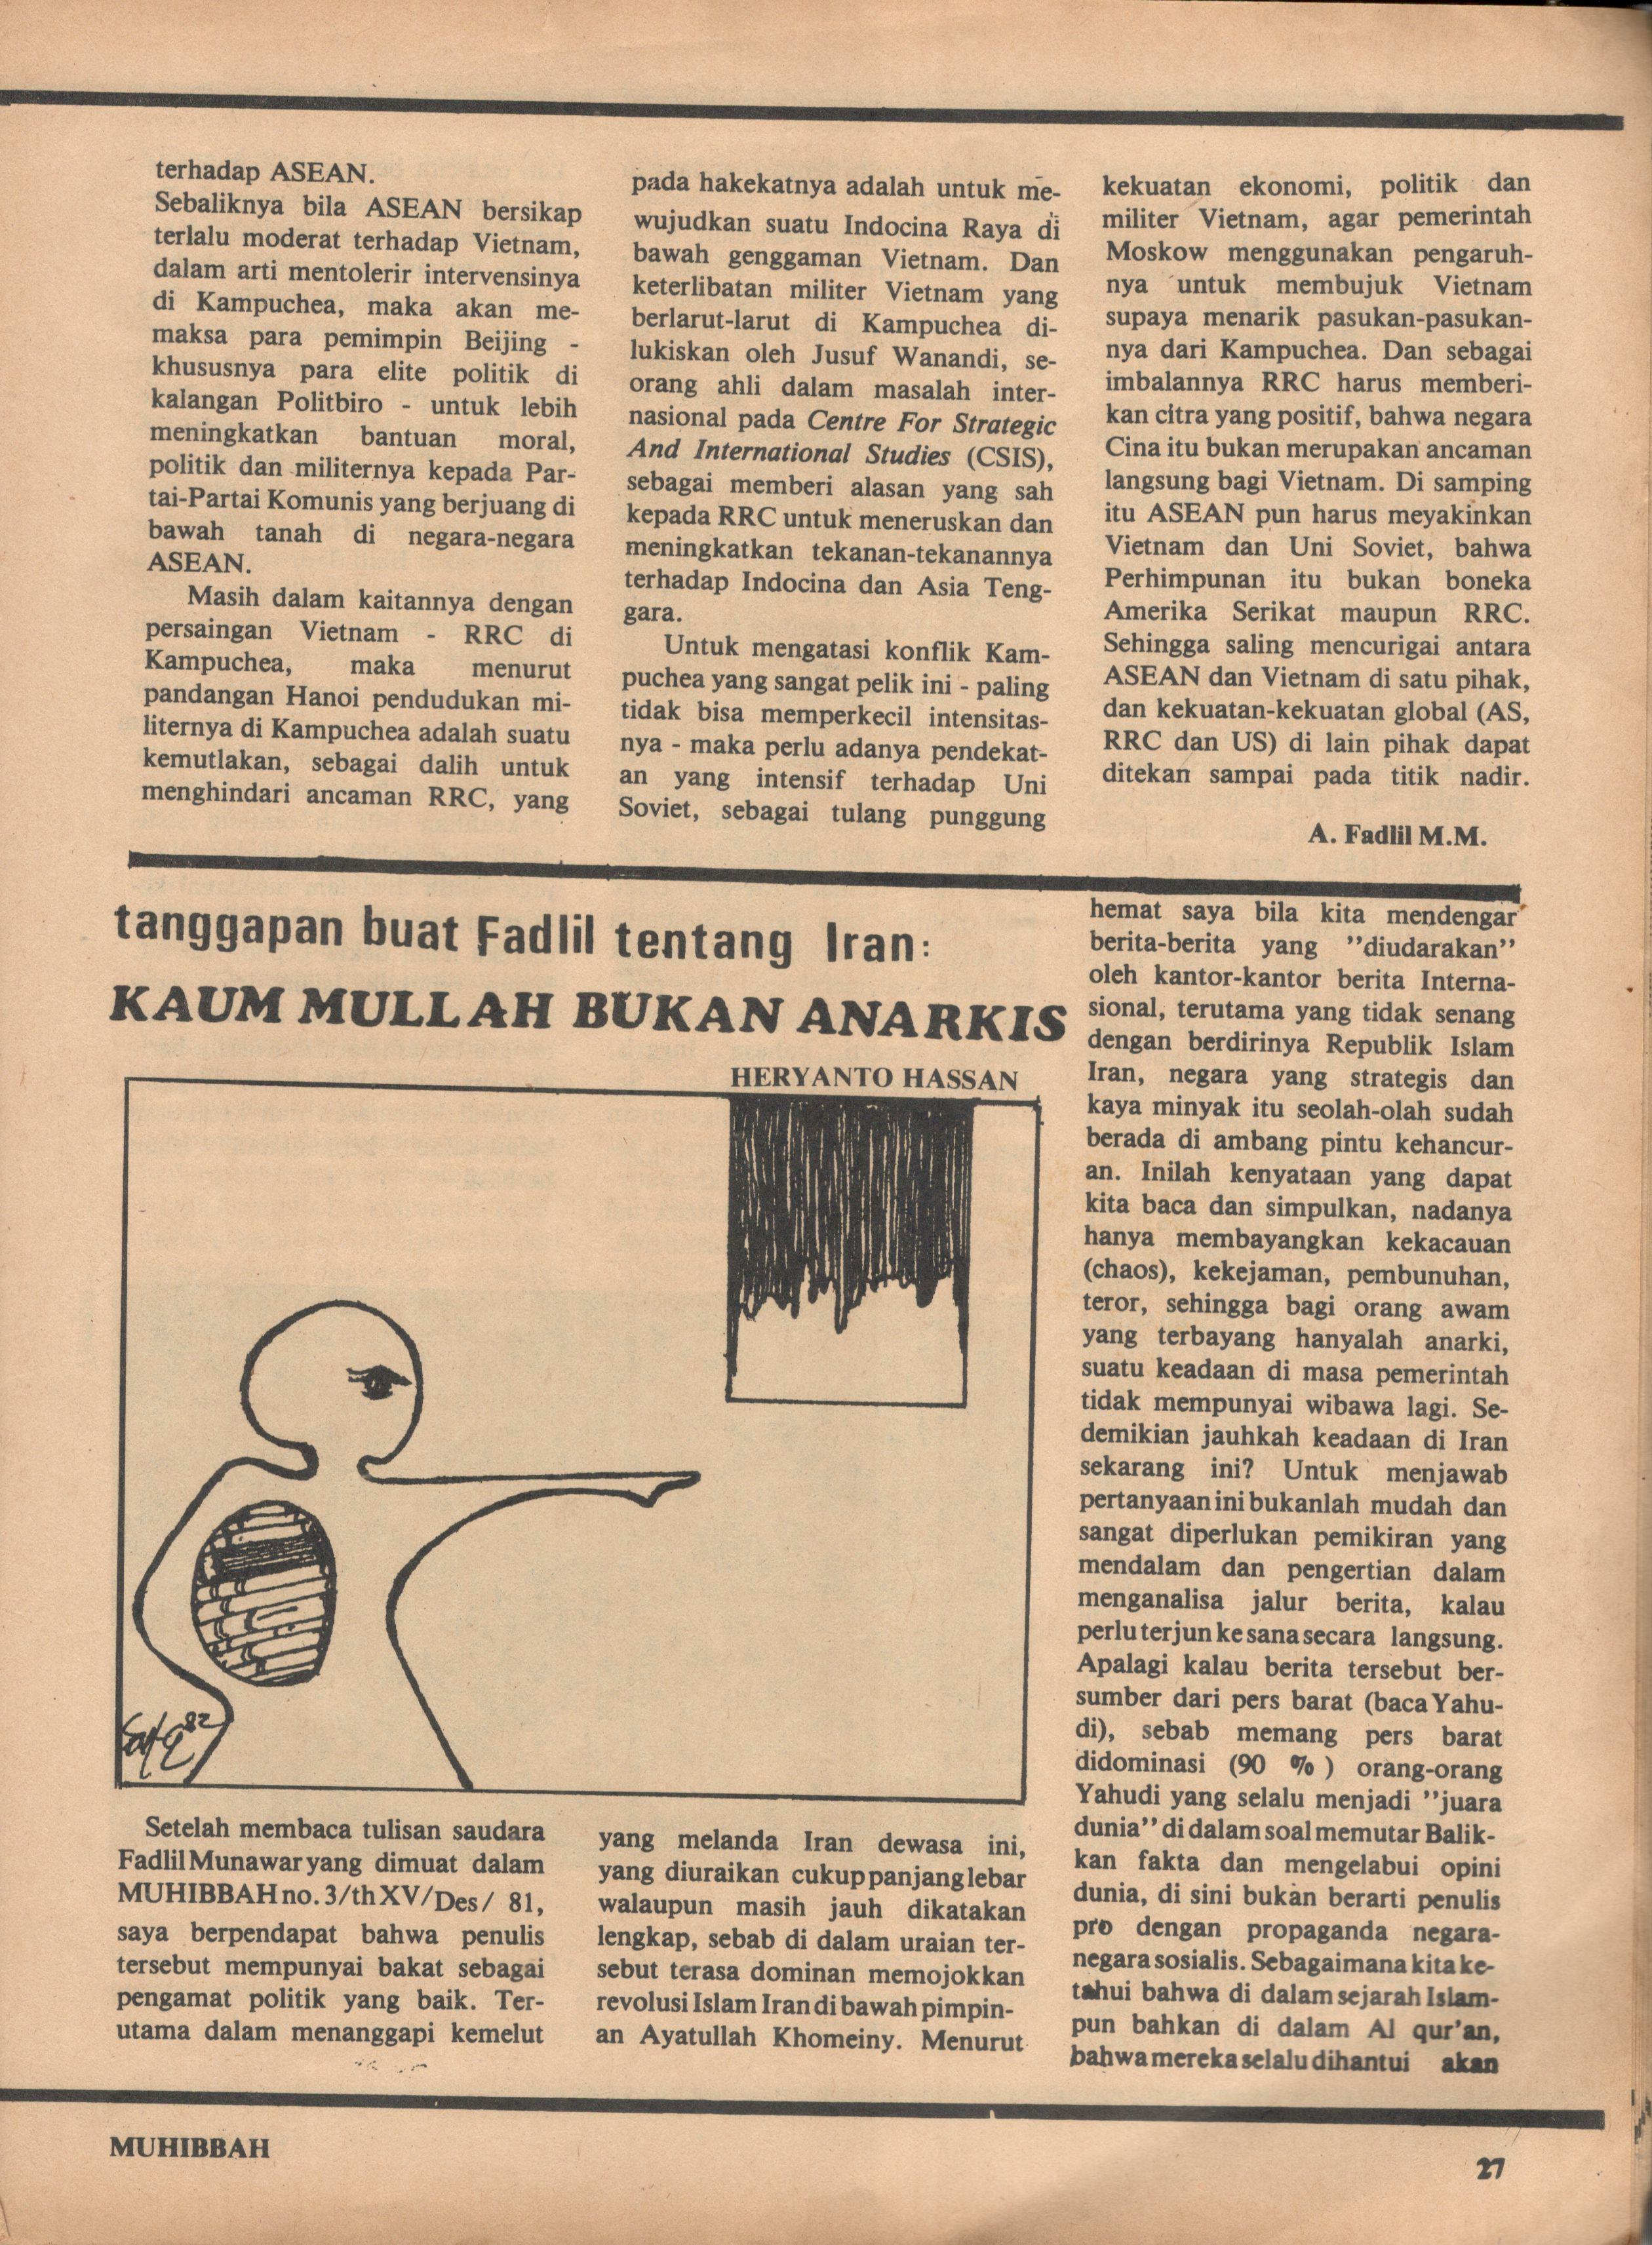 terhadap ASEAN.
Sebaliknya bila ASEAN bersikap
terlalu moderat terhadap Vietnam,
dalam arti mentolerir intervensinya
di Kampuchea, maka akan me-
maksa para pemimpin Beijing -
khususnya para elite politik di
kalangan Politbiro - untuk lebih
meningkatkan bantuan moral,
politik dan militernya kepada Par-
tai-Partai Komunis yang berjuang di
bawah tanah di negara-negara
ASEAN.
Masih dalam kaitannya dengan
persaingan Vietnam - RRC di
Kampuchea, maka menurut
pandangan Hanoi pendudukan mi-
liternya di Kampuchea adalah suatu
kemutlakan, sebagai dalih untuk
menghindari ancaman RRC, yang
pada hakekatnya adalah untuk me-
wujudkan suatu Indocina Raya di
bawah genggaman Vietnam. Dan
keterlibatan militer Vietnam yang
berlarut-larut di Kampuchea di-
lukiskan oleh Jusuf Wanandi, se-
orang ahli dalam masalah inter-
nasional pada Centre For Strategic
And International Studies (CSIS),
sebagai memberi alasan yang sah
kepada RRC untuk meneruskan dan
meningkatkan tekanan-tekanannya
terhadap Indocina dan Asia Teng-
gara.
Untuk mengatasi konflik Kam-
puchea yang sangat pelik ini - paling
tidak bisa memperkecil intensitas-
nya - maka perlu adanya pendekat-
an yang intensif terhadap Uni
Soviet, sebagai tulang punggung
kekuatan ekonomi, politik dan
militer Vietnam, agar pemerintah
Moskow menggunakan pengaruh-
nya untuk membujuk Vietnam
supaya menarik pasukan-pasukan-
nya dari Kampuchea. Dan sebagai
imbalannya RRC harus memberi-
kan citra yang positif, bahwa negara
Cina itu bukan merupakan ancaman
langsung bagi Vietnam. Di samping
itu ASEAN pun harus meyakinkan
Vietnam dan Uni Soviet, bahwa
Perhimpunan itu bukan boneka
Amerika Serikat maupun RRC.
Sehingga saling mencurigai antara
ASEAN dan Vietnam di satu pihak,
dan kekuatan-kekuatan global (AS,
RRC dan US) di lain pihak dapat
ditekan sampai pada titik nadir.
A. Fadlil M.M.
tanggapan buat Fadlil tentang Iran:
KAUM MULLAH BUKAN ANARKIS
HERYANTO HASSAN
82
Setelah membaca tulisan saudara
Fadlil Munawar yang dimuat dalam
MUHIBBAH no. 3/th XV/Des/ 81,
saya berpendapat bahwa penulis
tersebut mempunyai bakat sebagai
pengamat politik yang baik. Ter-
utama dalam menanggapi kemelut
yang melanda Iran dewasa ini,
yang diuraikan cukup panjang lebar
walaupun masih jauh dikatakan
lengkap, sebab di dalam uraian ter-
sebut terasa dominan memojokkan
revolusi Islam Iran di bawah pimpin-
an Ayatullah Khomeiny. Menurut
hemat saya bila kita mendengar
berita-berita yang ''diudarakan''
oleh kantor-kantor berita Interna-
sional, terutama yang tidak senang
dengan berdirinya Republik Islam
Iran, negara yang strategis dan
kaya minyak itu seolah-olah sudah
berada di ambang pintu kehancur-
an. Inilah kenyataan yang dapat
kita baca dan simpulkan, nadanya
hanya membayangkan kekacauan
(chaos), kekejaman, pembunuhan,
teror, sehingga bagi orang awam
yang terbayang hanyalah anarki,
suatu keadaan di masa pemerintah
tidak mempunyai wibawa lagi. Se-
demikian jauhkah keadaan di Iran
sekarang ini? Untuk menjawab
pertanyaan ini bukanlah mudah dan
sangat diperlukan pemikiran yang
mendalam dan pengertian dalam
menganalisa jalur berita, kalau
perlu terjun ke sana secara langsung.
Apalagi kalau berita tersebut ber-
sumber dari pers barat (baca Yahu-
di), sebab memang pers barat
didominasi (90 %) orang-orang
Yahudi yang selalu menjadi ''juara
dunia'' di dalam soal memutar Balik-
kan fakta dan mengelabui opini
dunia, di sini bukan berarti penulis
pro dengan propaganda negara-
negara sosialis. Sebagaimana kita ke-
tahui bahwa di dalam sejarah Islam-
pun bahkan di dalam Al qur'an,
bahwa mereka selalu dihantui akan
MUHIBBAH
27